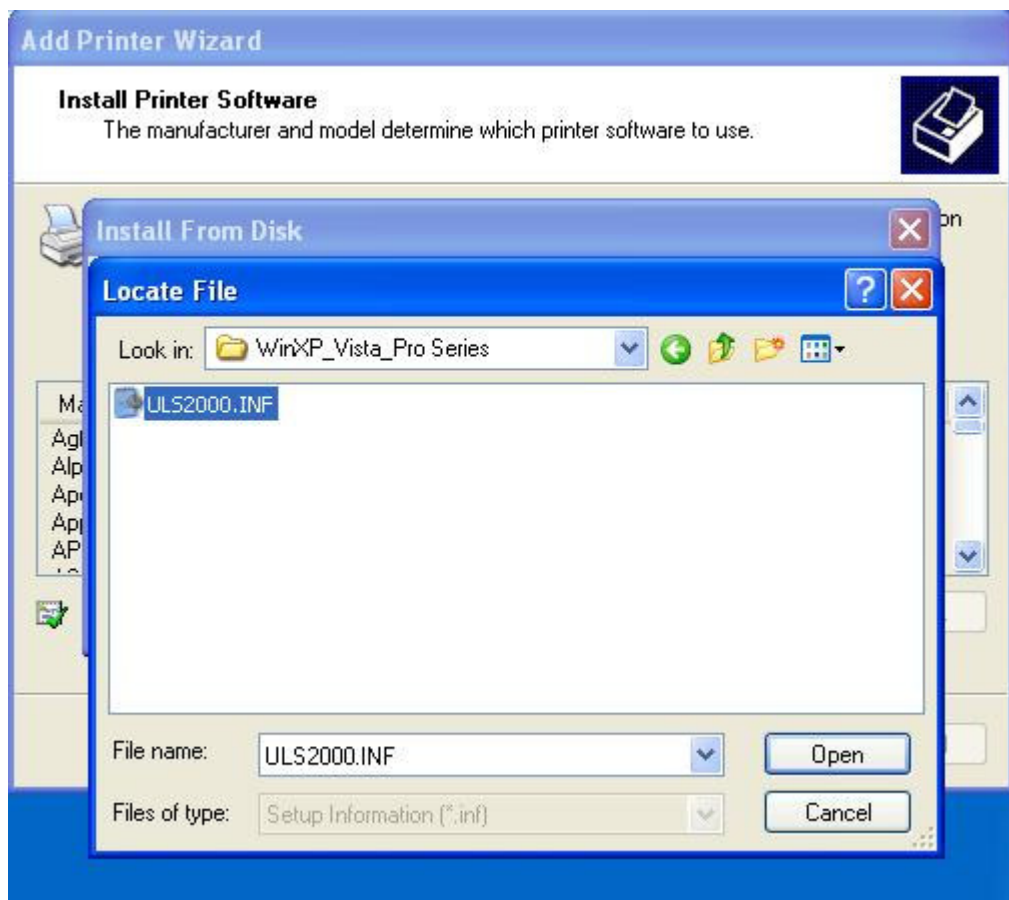 Add Printer Wizard
Install Printer Software
The manufacturer and model determine which printer software to use.
Install From Disk
Locate File
Look in: WinXP_Vista_Pro Series
ULS2000.INF
File name: ULS2000.INF
Open
Files of type: Setup Information (*.inf)
Cancel